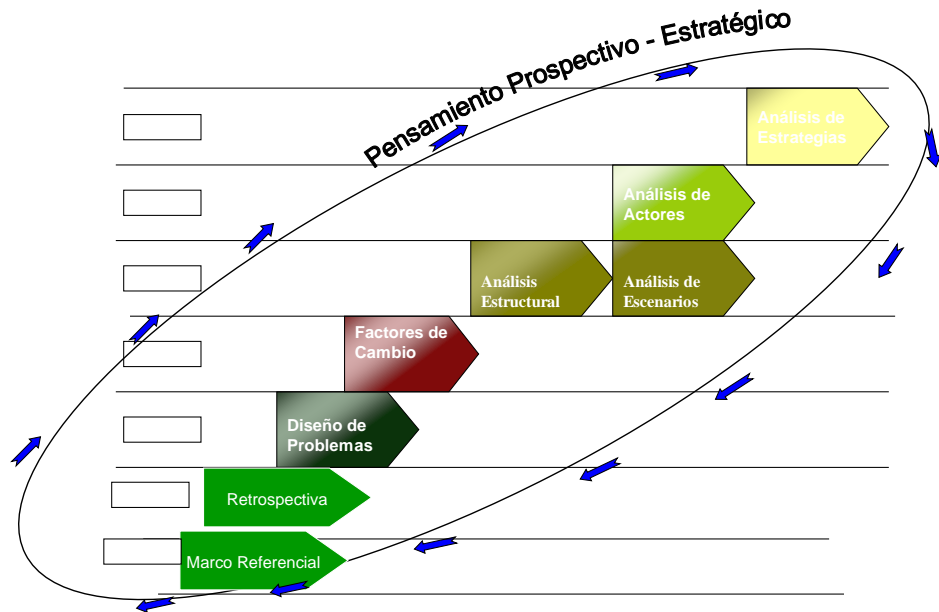 Pensamiento Prospectivo - Estratégico
Análisis de
Estrategias
Análisis de
Actores
Análisis
Estructural
Análisis de
Escenarios
Factores de
Cambio
Diseño de
Problemas
Retrospectiva
Marco Referencial